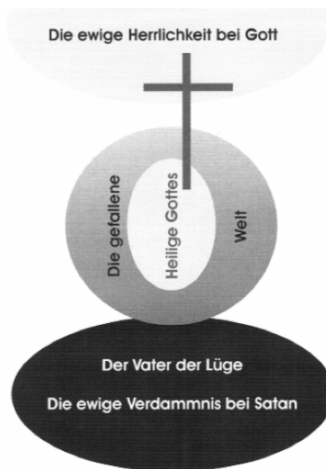 Die ewige Herrlichkeit bei Gott
Die gefallene
Heilige Gottes
Welt
Der Vater der Lüge
Die ewige Verdammnis bei Satan